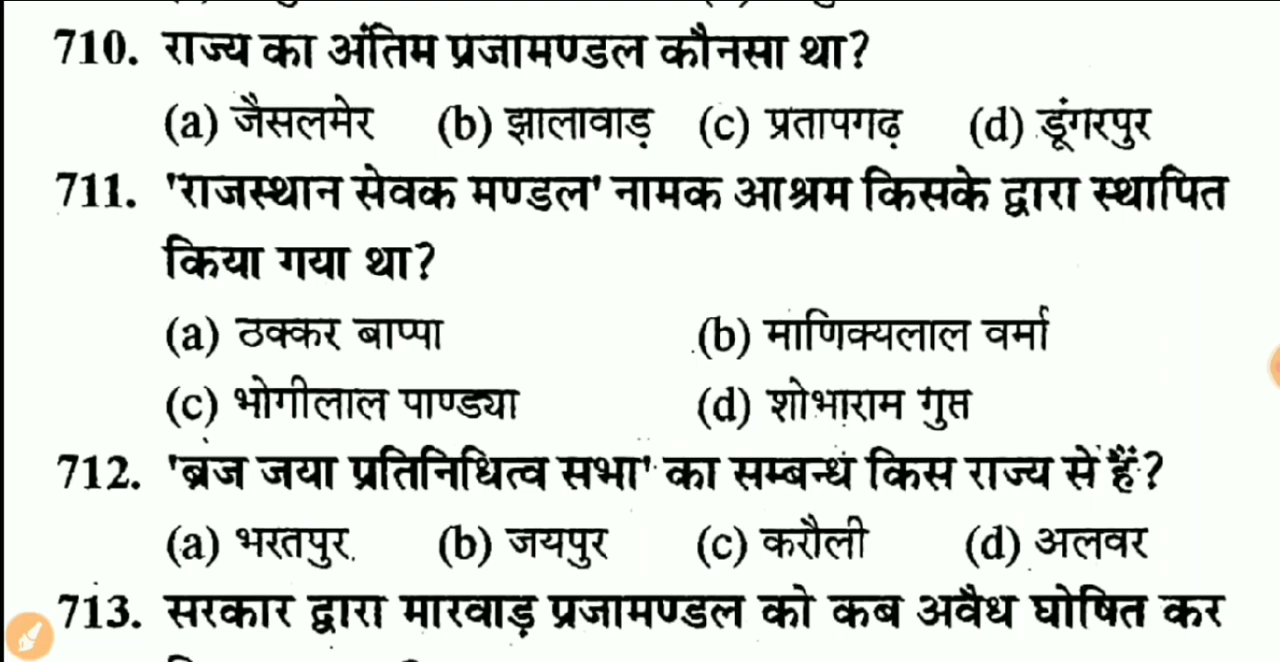 710. राज्य का अंतिम प्रजामण्डल कौनसा था?
(a) जैसलमेर (b) झालावाड़ (c) प्रतापगढ़ (d) डूंगरपुर
711. 'राजस्थान सेवक मण्डल' नामक आश्रम किसके द्वारा स्थापित
किया गया था?
(a) ठक्कर बाप्पा (b) माणिक्यलाल वर्मा
(c) भोगीलाल पाण्ड्या (d) शोभाराम गुप्त
712. 'ब्रज जया प्रतिनिधित्व सभा' का सम्बन्ध किस राज्य से हैं?
(a) भरतपुर (b) जयपुर (c) करौली (d) अलवर
713. सरकार द्वारा मारवाड़ प्रजामण्डल को कब अवैध घोषित कर